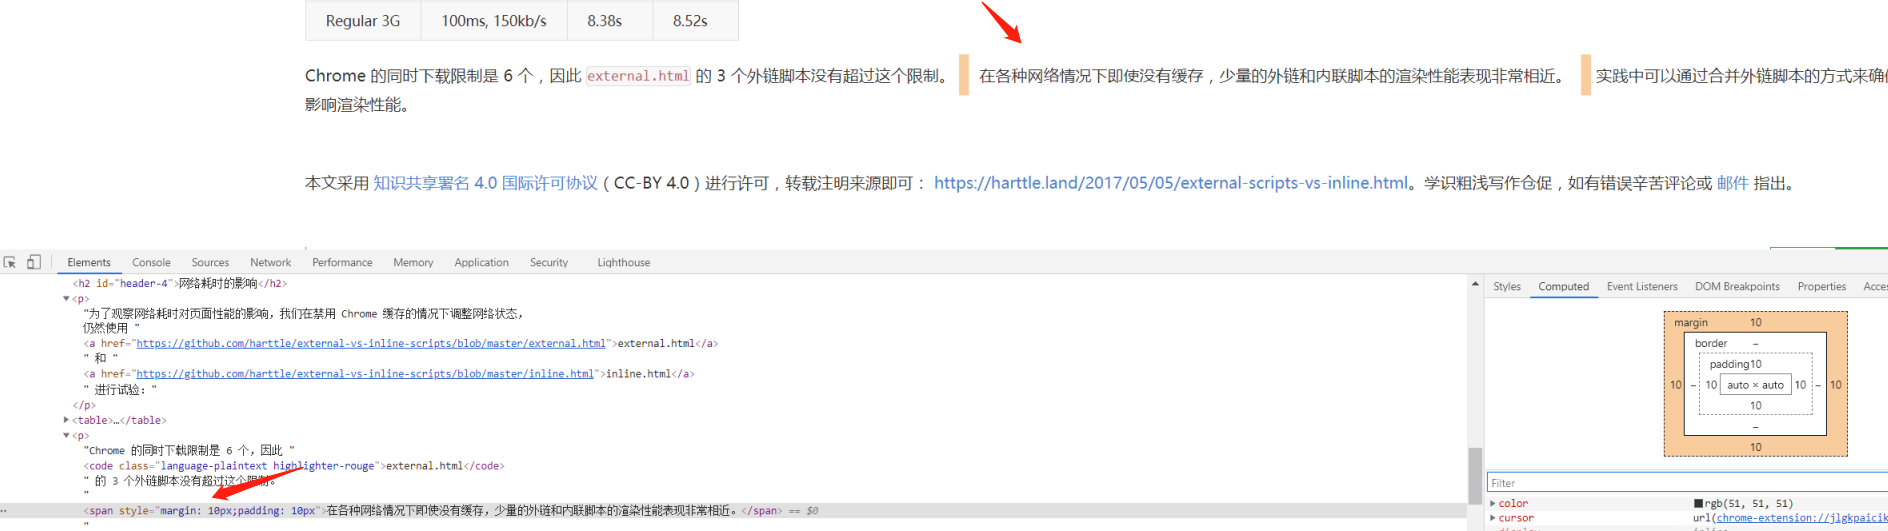 Regular 3G 100ms, 150kb/s 8.38s 8.52s
Chrome 的同时下载限制是 6 个，因此 external.html 的 3 个外链脚本没有超过这个限制。 在各种网络情况下即使没有缓存，少量的外链和内联脚本的渲染性能表现非常相近。 实践中可以通过合并外链脚本的方式来确
影响渲染性能。
本文采用 知识共享署名 4.0 国际许可协议（CC-BY 4.0）进行许可，转载注明来源即可： https://harttle.land/2017/05/05/external-scripts-vs-inline.html。学识粗浅写作仓促，如有错误辛苦评论或 邮件 指出。
Elements Console Sources Network Performance Memory Application Security Lighthouse
<h2 id="header-4">网络耗时的影响</h2>
<p>
"为了观察网络耗时对页面性能的影响，我们在禁用 Chrome 缓存的情况下调整网络状态，
仍然使用 "
<a href="https://github.com/harttle/external-vs-inline-scripts/blob/master/external.html">external.html</a>
" 和 "
<a href="https://github.com/harttle/external-vs-inline-scripts/blob/master/inline.html">inline.html</a>
" 进行试验："
</p>
<table>…</table>
<p>
"Chrome 的同时下载限制是 6 个，因此 "
<code class="language-plaintext highlighter-rouge">external.html</code>
" 的 3 个外链脚本没有超过这个限制。
"
<span style="margin: 10px;padding: 10px">在各种网络情况下即使没有缓存，少量的外链和内联脚本的渲染性能表现非常相近。</span> == $0
"
Styles Computed Event Listeners DOM Breakpoints Properties Acces
margin 10
border –
padding 10
10 – 10 auto × auto 10 – 10
10
–
10
Filter
color rgb(51, 51, 51)
cursor url(chrome-extension://jlgkpaicik